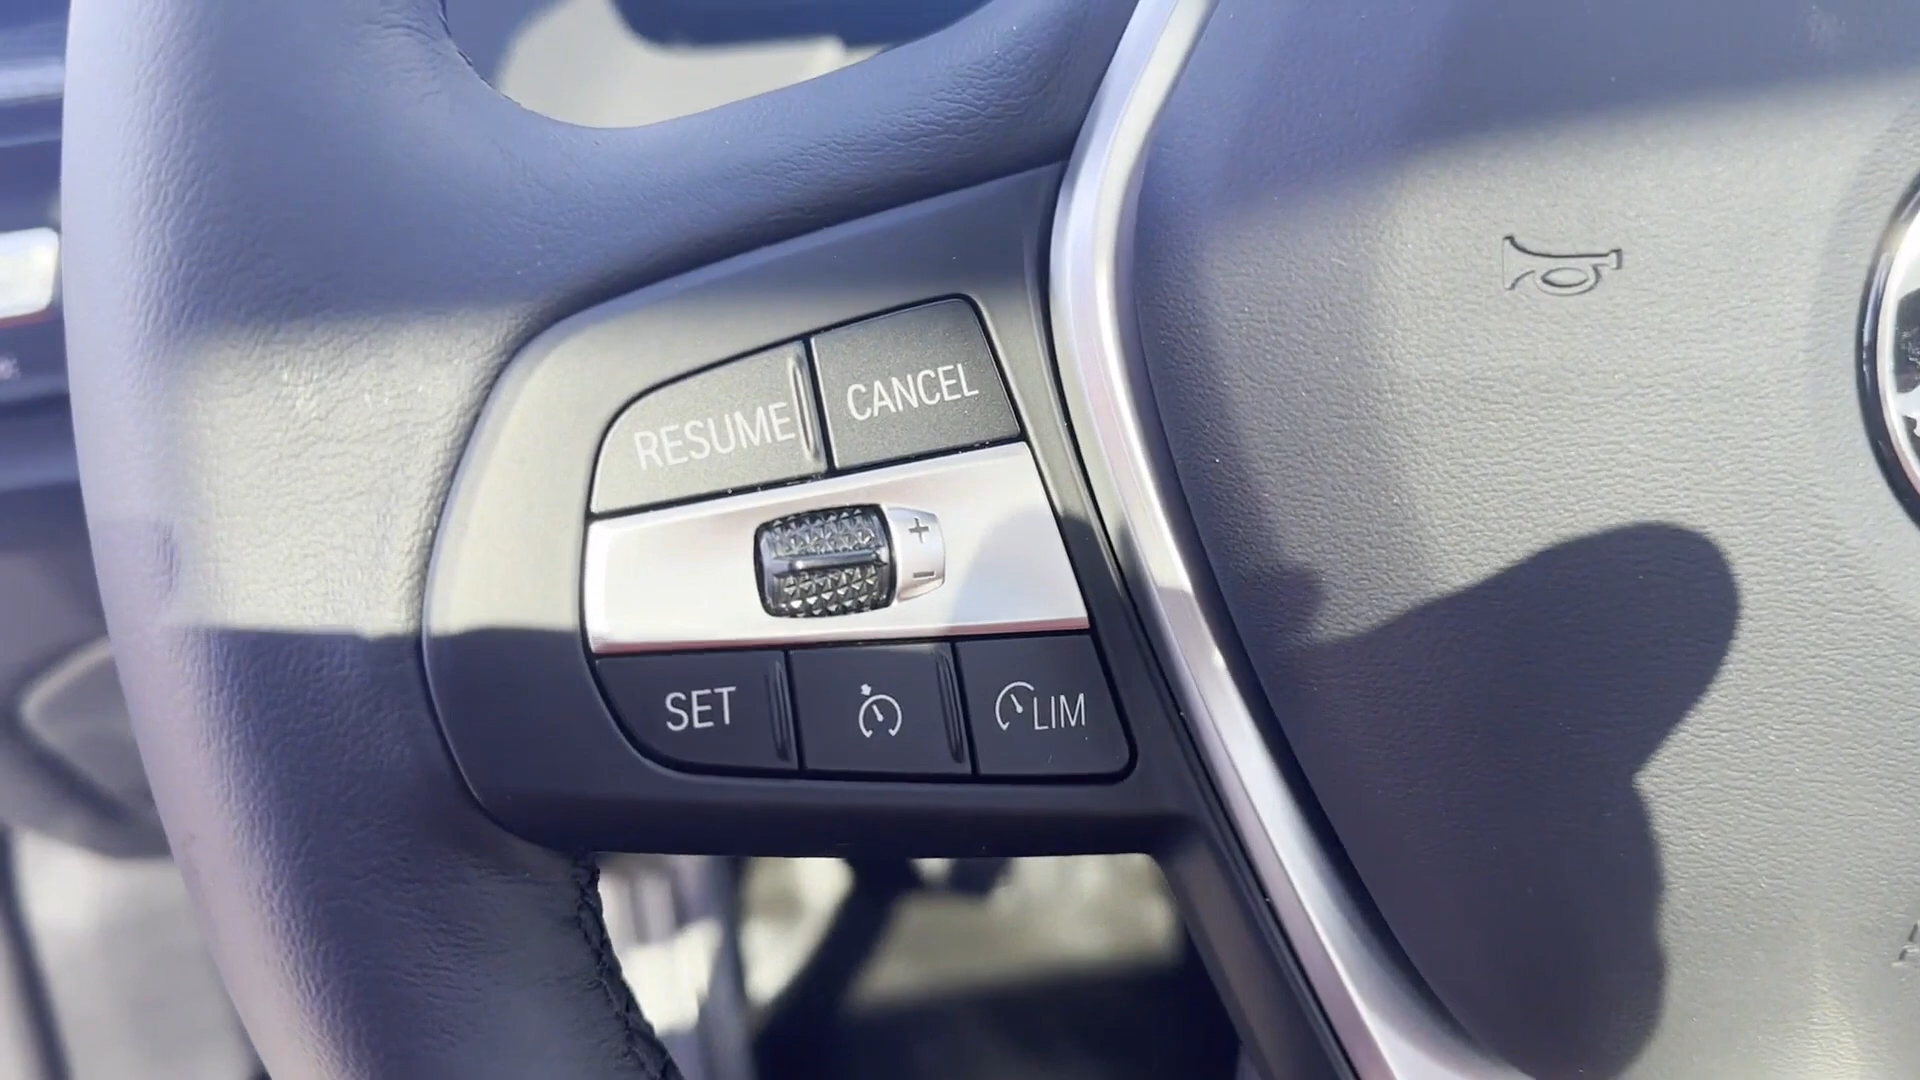 RESUME
CANCEL
+
–
SET
LIM